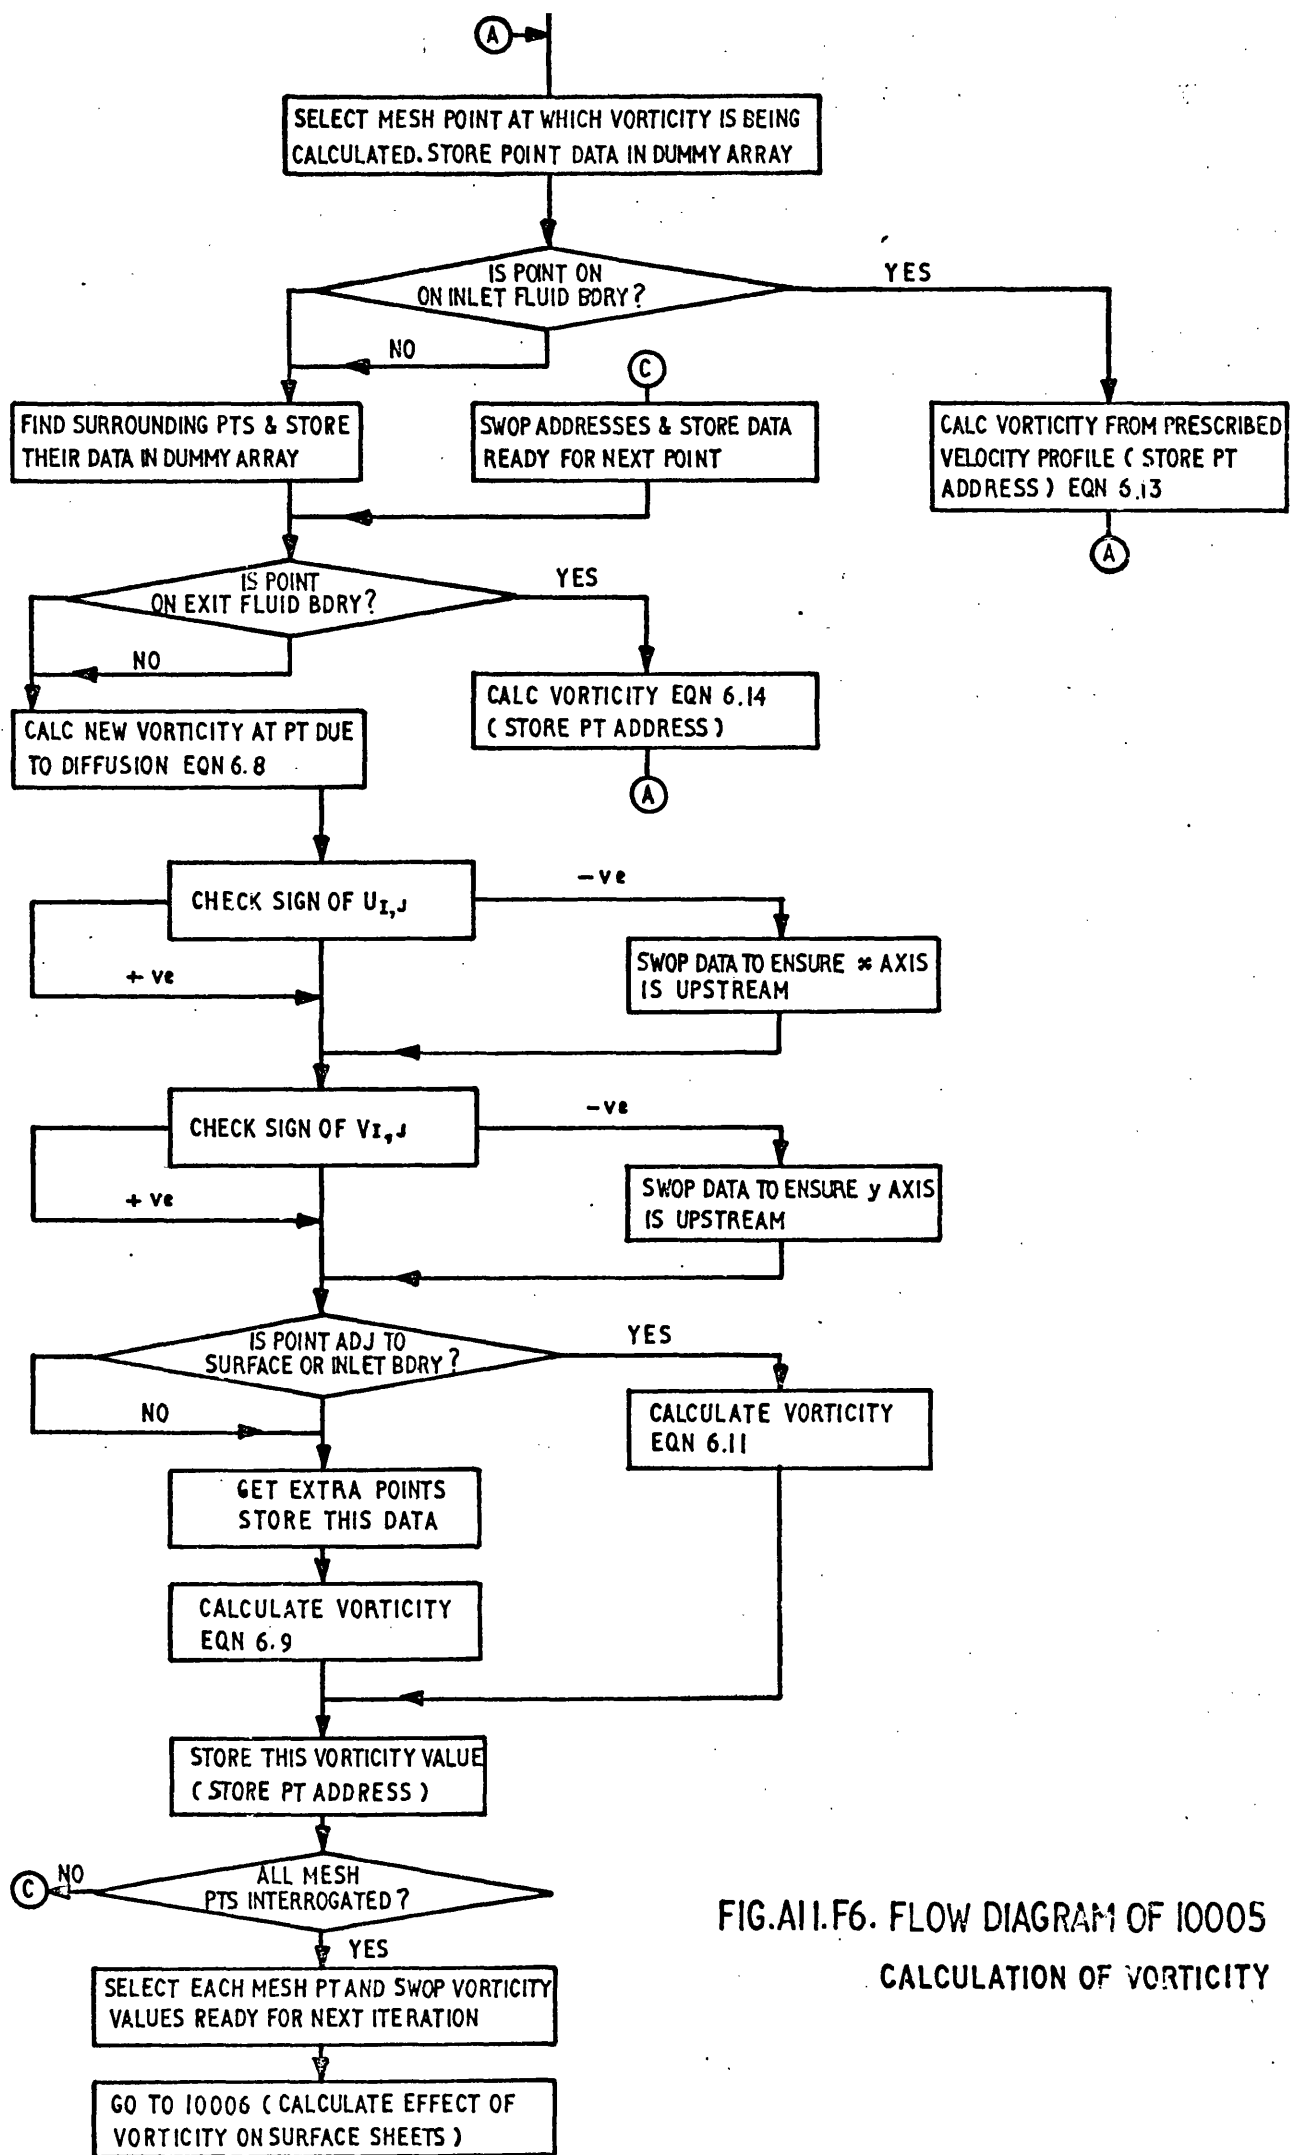 A
SELECT MESH POINT AT WHICH VORTICITY IS BEING
CALCULATED. STORE POINT DATA IN DUMMY ARRAY
IS POINT ON
ON INLET FLUID BDRY?
YES
NO
C
FIND SURROUNDING PTS & STORE
THEIR DATA IN DUMMY ARRAY
SWOP ADDRESSES & STORE DATA
READY FOR NEXT POINT
CALC VORTICITY FROM PRESCRIBED
VELOCITY PROFILE ( STORE PT
ADDRESS ) EQN 6.13
A
IS POINT
ON EXIT FLUID BDRY?
YES
NO
CALC VORTICITY EQN 6.14
( STORE PT ADDRESS )
A
CALC NEW VORTICITY AT PT DUE
TO DIFFUSION EQN 6.8
CHECK SIGN OF UI,J
-ve
+ ve
SWOP DATA TO ENSURE x AXIS
IS UPSTREAM
CHECK SIGN OF VI,J
-ve
+ ve
SWOP DATA TO ENSURE y AXIS
IS UPSTREAM
IS POINT ADJ TO
SURFACE OR INLET BDRY?
YES
NO
CALCULATE VORTICITY
EQN 6.11
GET EXTRA POINTS
STORE THIS DATA
CALCULATE VORTICITY
EQN 6.9
STORE THIS VORTICITY VALUE
( STORE PT ADDRESS )
ALL MESH
PTS INTERROGATED?
NO
C
YES
SELECT EACH MESH PT AND SWOP VORTICITY
VALUES READY FOR NEXT ITERATION
GO TO 10006 ( CALCULATE EFFECT OF
VORTICITY ON SURFACE SHEETS )
FIG.A11.F6. FLOW DIAGRAM OF 10005
CALCULATION OF VORTICITY